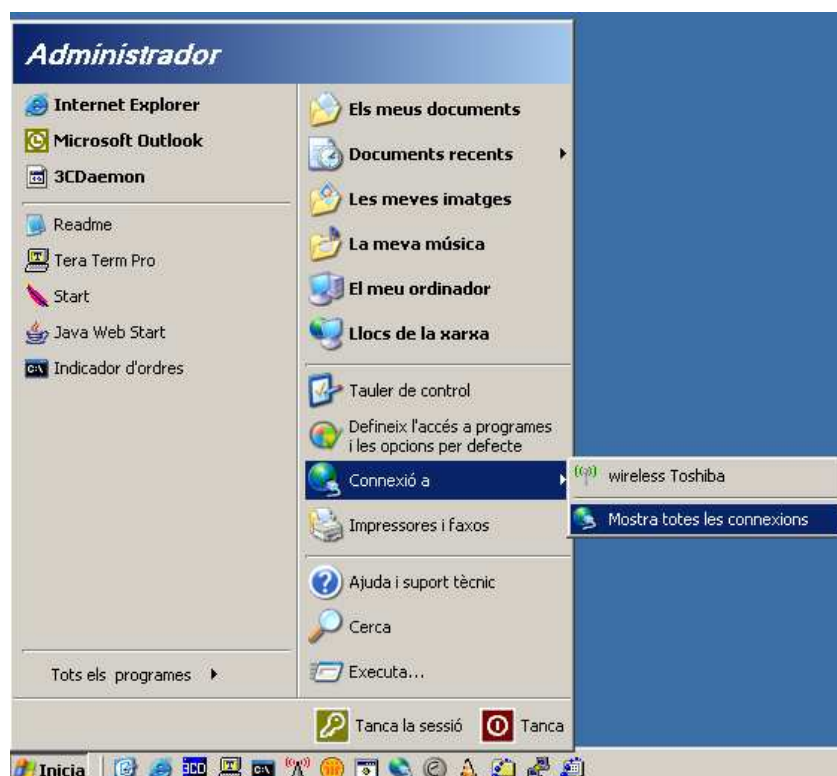 Administrador
Internet Explorer
Microsoft Outlook
3CDaemon
Readme
Tera Term Pro
Start
Java Web Start
Indicador d'ordres
Tots els programes
Els meus documents
Documents recents
Les meves imatges
La meva música
El meu ordinador
Llocs de la xarxa
Tauler de control
Defineix l'accés a programes
i les opcions per defecte
Connexió a
Impressores i faxos
Ajuda i suport tècnic
Cerca
Executa...
wireless Toshiba
Mostra totes les connexions
Tanca la sessió
Tanca
Inicia
3CD